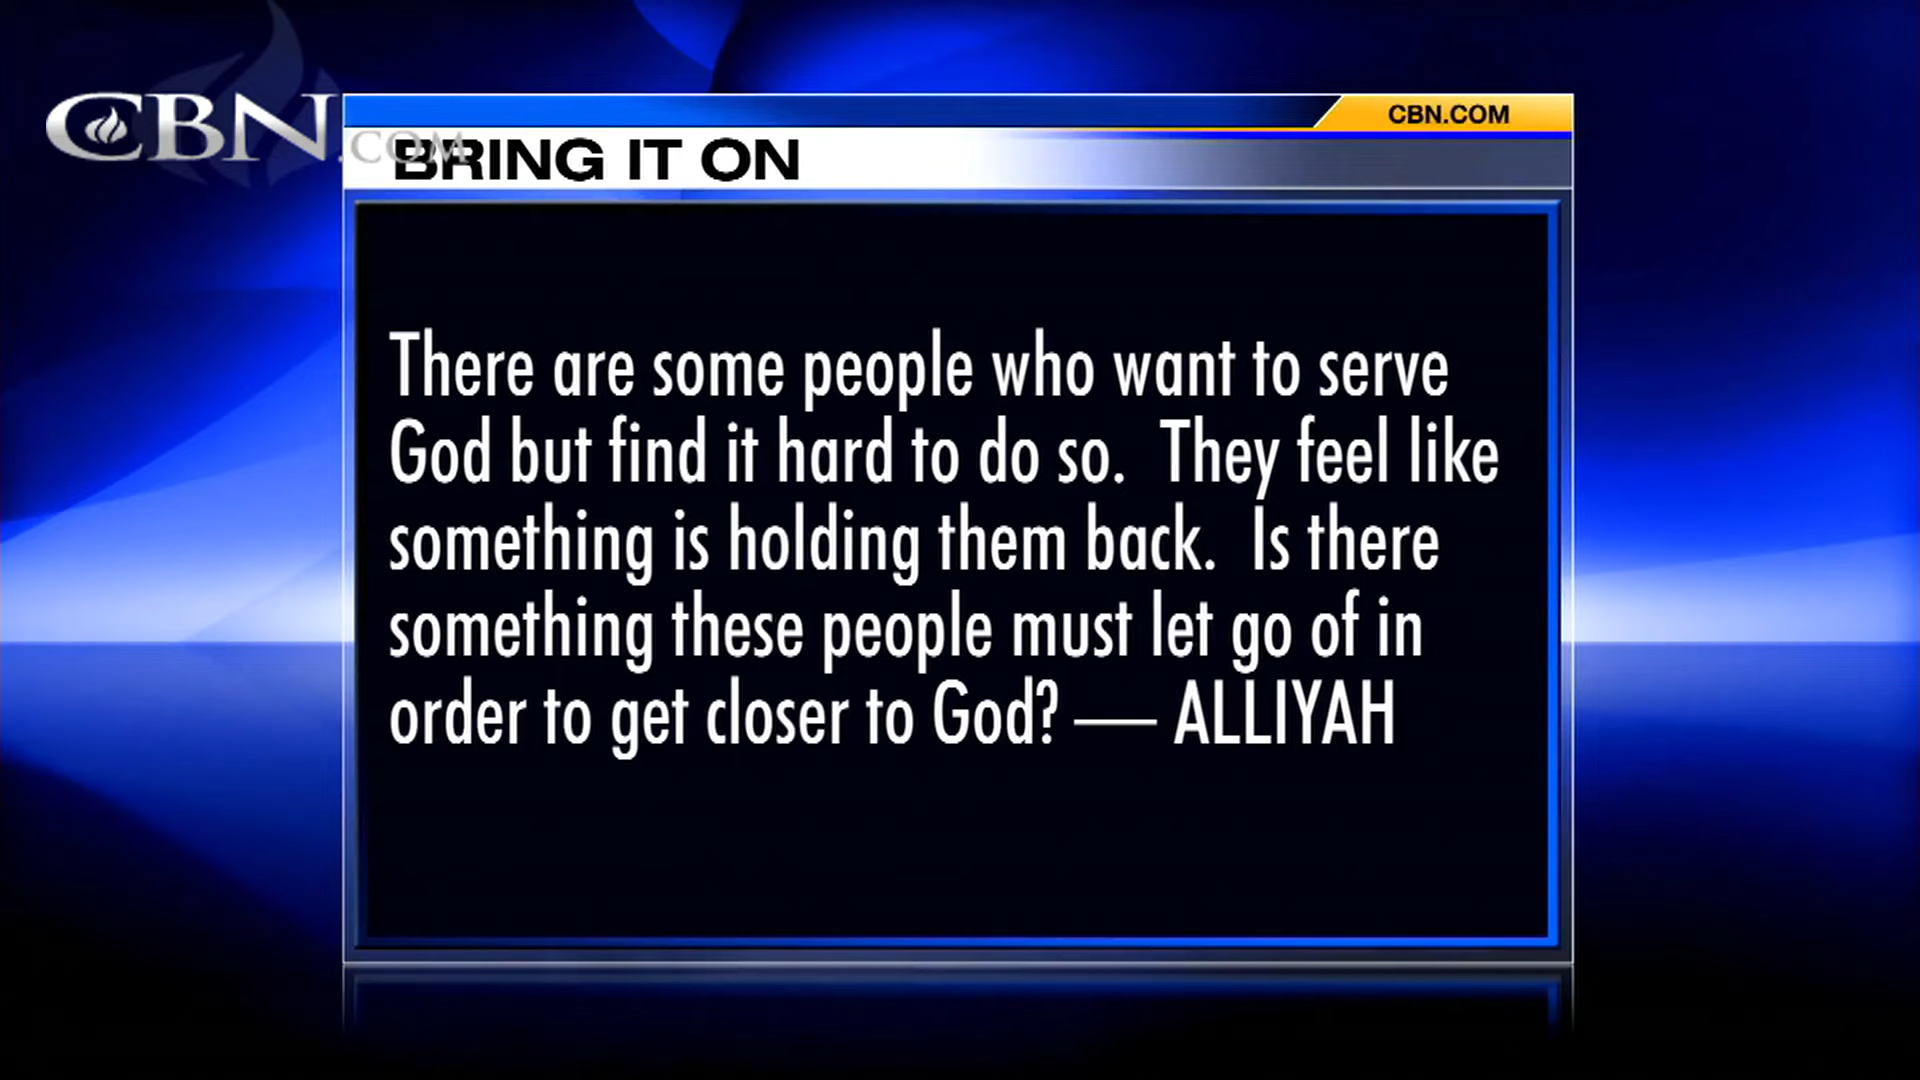 CBN.COM
CBN.COM
BRING IT ON
There are some people who want to serve
God but find it hard to do so. They feel like
something is holding them back. Is there
something these people must let go of in
order to get closer to God? — ALLIYAH